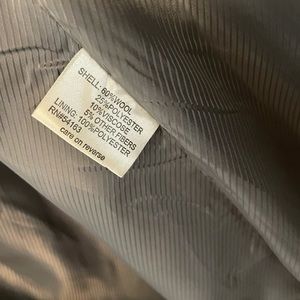 SHELL: 60%WOOL
25%POLYESTER
10%VISCOSE
5% OTHER FIBERS
LINING: 100%POLYESTER
RN#54163
care on reverse